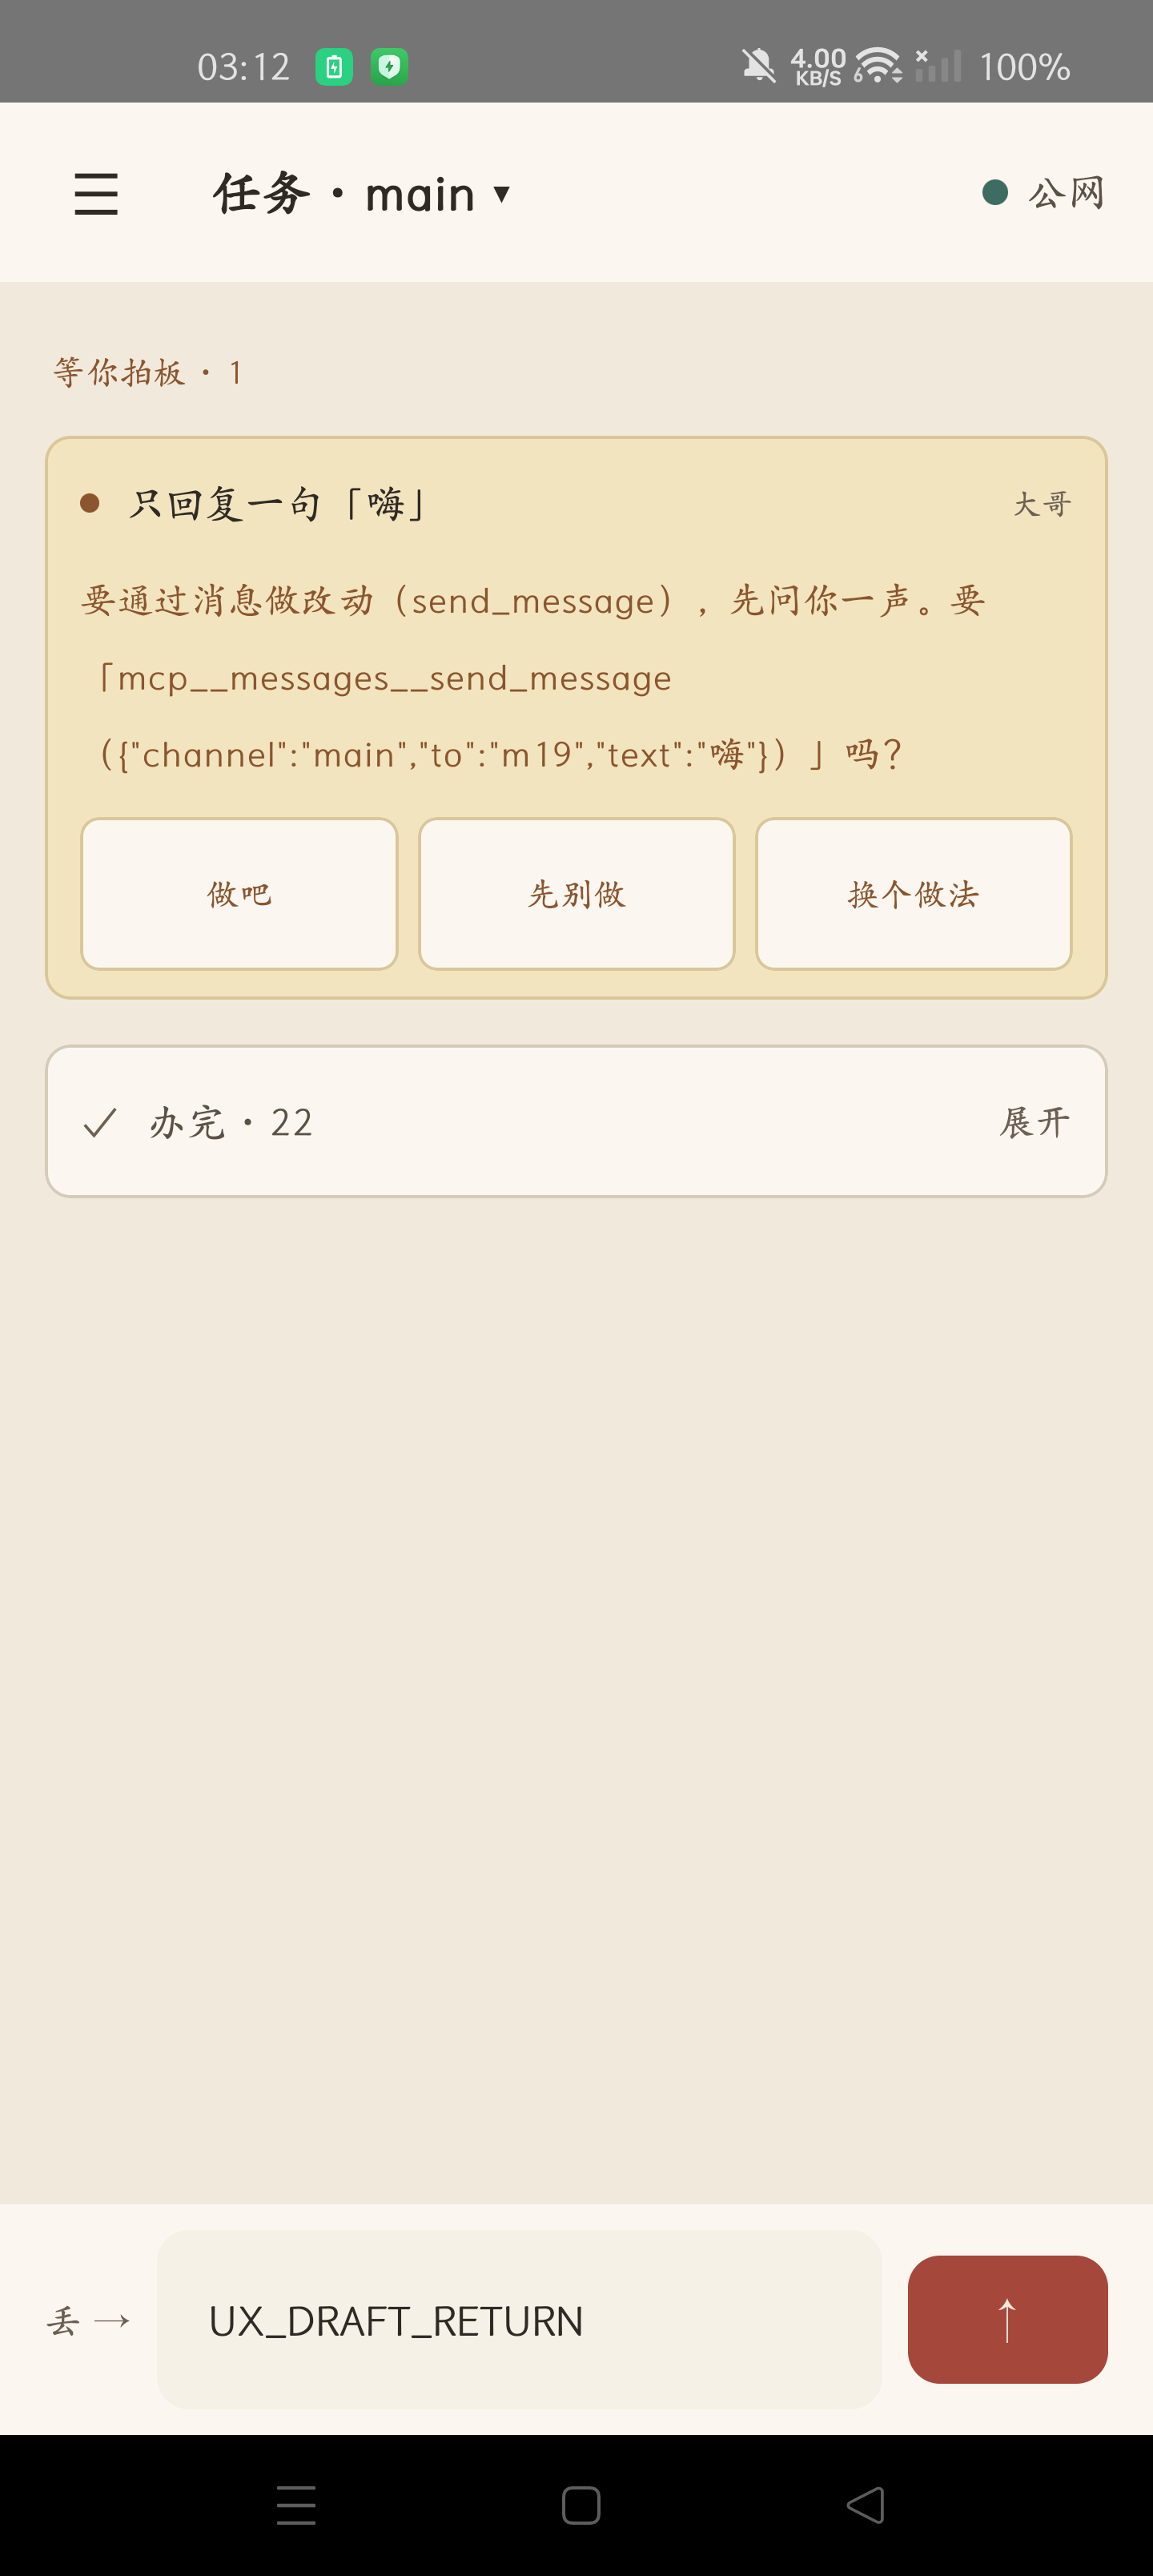 03:12
4.00 KB/S
6
100%
任务 · main ▾
公网
等你拍板 · 1
只回复一句「嗨」
大哥
要通过消息做改动（send_message），先问你一声。要
「mcp__messages__send_message
（{"channel":"main","to":"m19","text":"嗨"}）」吗？
做吧
先别做
换个做法
✓ 办完 · 22
展开
丢 →
UX_DRAFT_RETURN
↑